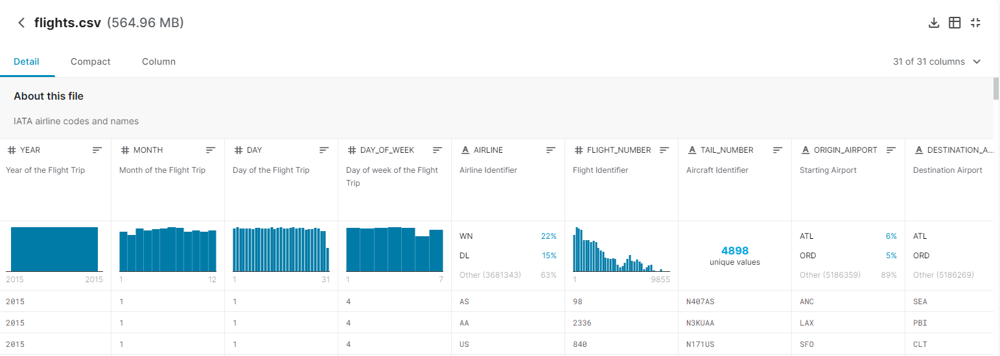 flights.csv (564.96 MB)
Detail Compact Column 31 of 31 columns
About this file
IATA airline codes and names
YEAR MONTH DAY DAY_OF_WEEK AIRLINE FLIGHT_NUMBER TAIL_NUMBER ORIGIN_AIRPORT DESTINATION_A...
Year of the Flight Trip Month of the Flight Trip Day of the Flight Trip Day of week of the Flight Airline Identifier Flight Identifier Aircraft Identifier Starting Airport Destination Airport
Trip
WN 22% ATL 6% ATL
4898
DL 15% ORD 5% ORD
unique values
Other (3681343) 63% Other (5186359) 89% Other (5186269)
2015 2015 1 12 1 31 1 7 1 9855
2015 1 1 4 AS 98 N407AS ANC SEA
2015 1 1 4 AA 2336 N3KUAA LAX PBI
2015 1 1 4 US 840 N171US SFO CLT